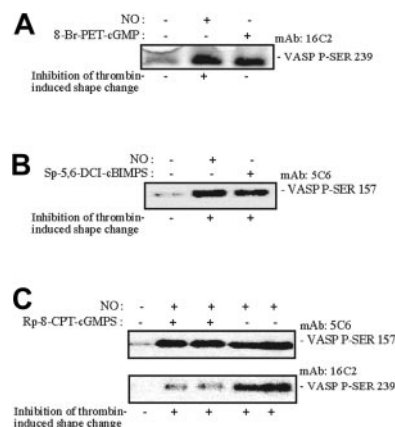 A
NO : - + -
8-Br-PET-cGMP : - - +
mAb: 16C2
- VASP P-SER 239
Inhibition of thrombin- - + -
induced shape change
B
NO : - + -
Sp-5,6-DCI-cBIMPS : - - +
mAb: 5C6
- VASP P-SER 157
Inhibition of thrombin- - + +
induced shape change
C
NO : - + + + +
Rp-8-CPT-cGMPS : - + + - -
mAb: 5C6
- VASP P-SER 157
mAb: 16C2
- VASP P-SER 239
Inhibition of thrombin- - + + + +
induced shape change